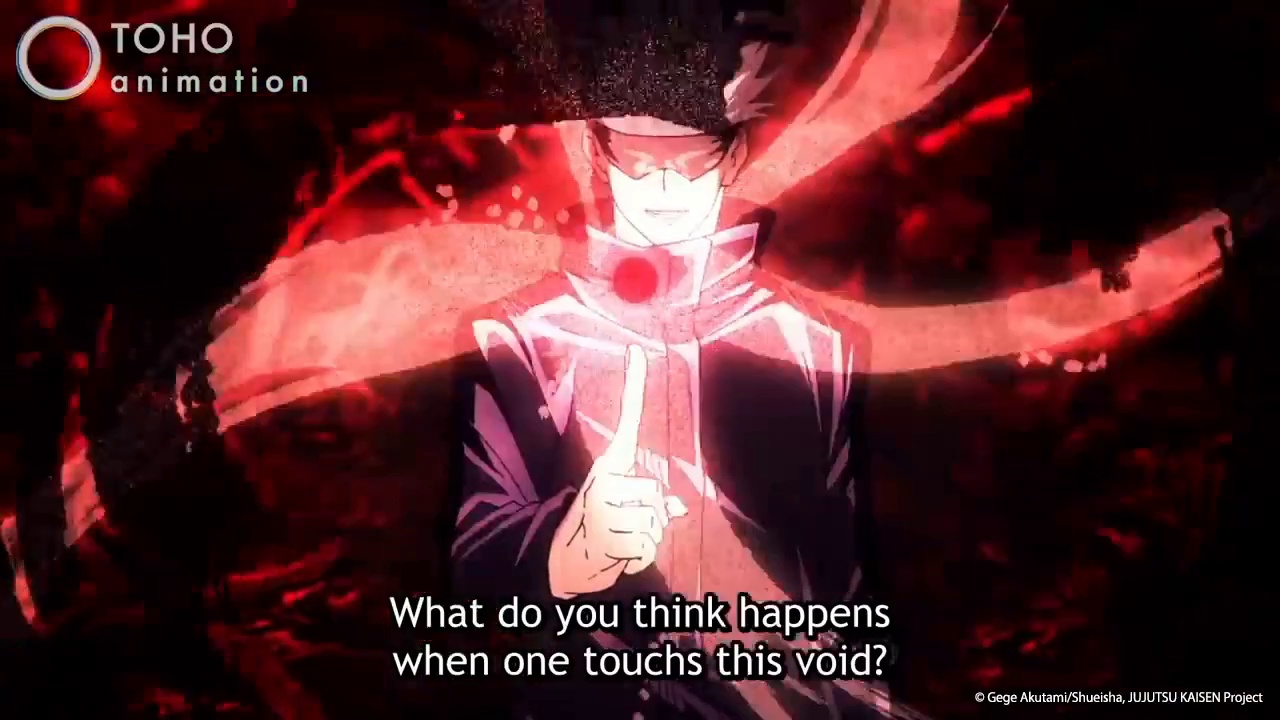 TOHO
animation
What do you think happens
when one touchs this void?
© Gege Akutami/Shueisha, JUJUTSU KAISEN Project